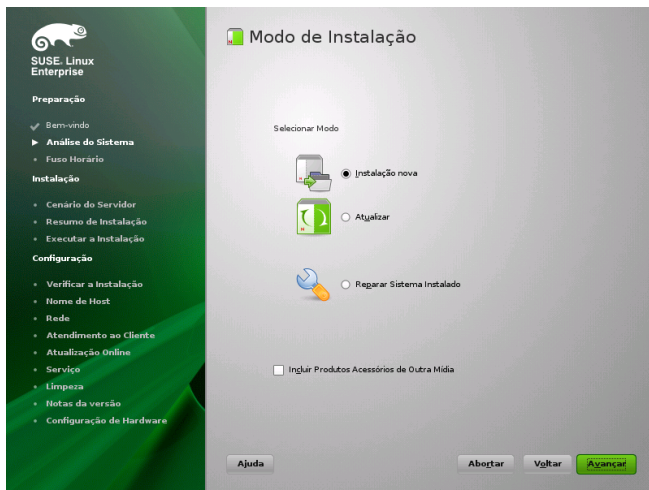 SUSE. Linux
Enterprise
Preparação
Bem-vindo
Análise do Sistema
Fuso Horário
Instalação
Cenário do Servidor
Resumo de Instalação
Executar a Instalação
Configuração
Verificar a Instalação
Nome de Host
Rede
Atendimento ao Cliente
Atualização Online
Serviço
Limpeza
Notas da versão
Configuração de Hardware
Modo de Instalação
Selecionar Modo
Instalação nova
Atualizar
Reparar Sistema Instalado
Incluir Produtos Acessórios de Outra Mídia
Ajuda
Abortar
Voltar
Avançar